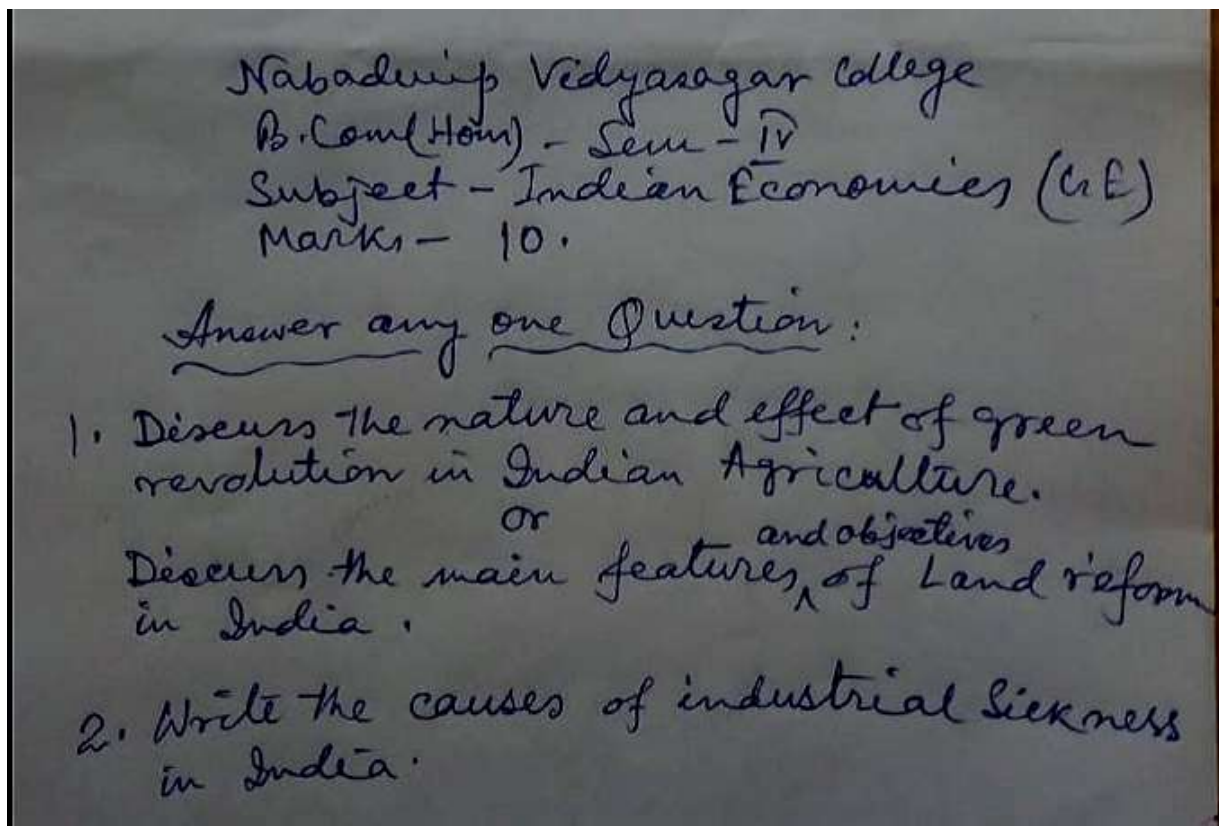 Nabadwip Vidyasagar College
B.Com(Hon) - Sem - IV
Subject - Indian Economics (GE)
Marks - 10.
Answer any one Question:
1. Discuss the nature and effect of green
revolution in Indian Agriculture.
or
Discuss the main features and objectives of Land reform
in India.
2. Write the causes of industrial Sickness
in India.